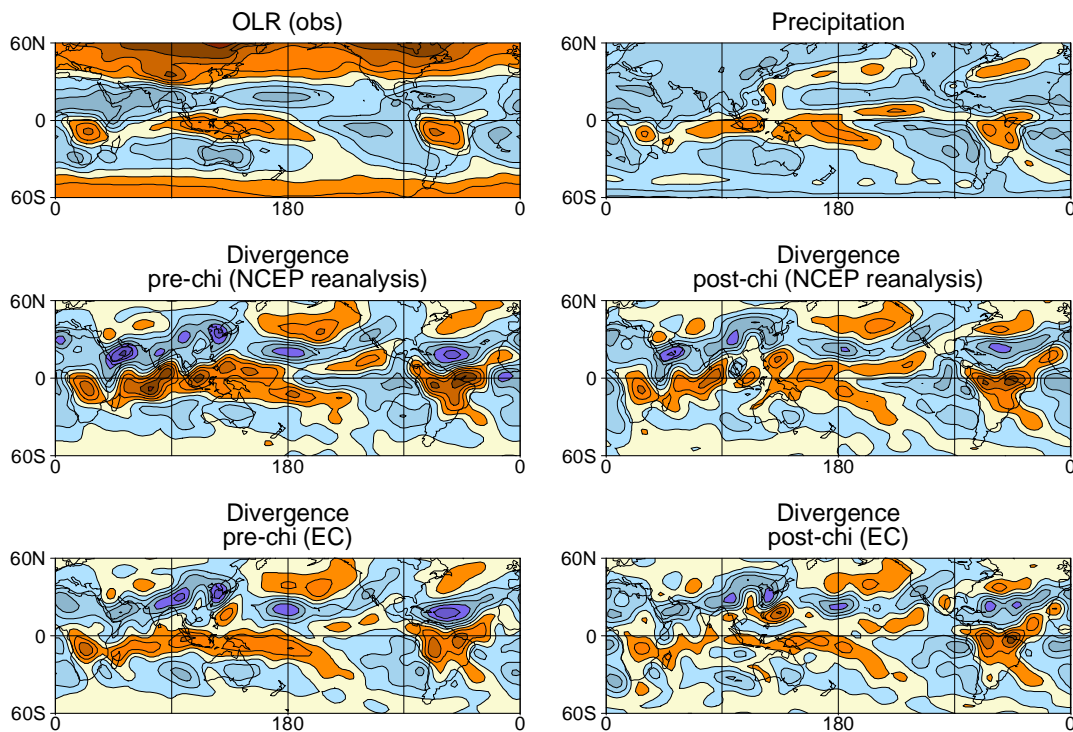 OLR (obs)
Precipitation
60N
0
60S
0
180
0
60N
0
60S
0
180
0
Divergence
pre-chi (NCEP reanalysis)
Divergence
post-chi (NCEP reanalysis)
60N
0
60S
0
180
0
60N
0
60S
0
180
0
Divergence
pre-chi (EC)
Divergence
post-chi (EC)
60N
0
60S
0
180
0
60N
0
60S
0
180
0